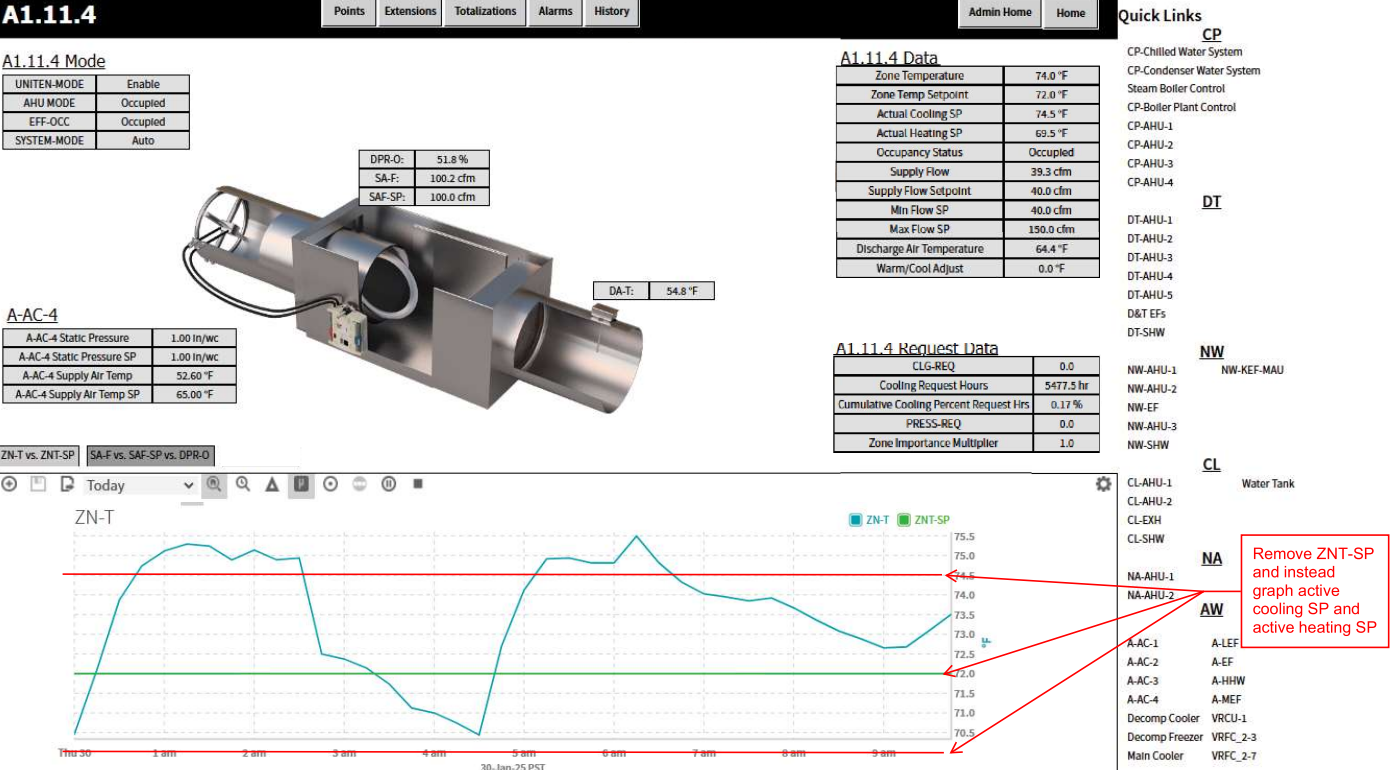 A1.11.4
Points Extensions Totalizations Alarms History
Admin Home Home
A1.11.4 Mode
UNITEN-MODE Enable
AHU MODE Occupied
EFF-OCC Occupied
SYSTEM-MODE Auto
DPR-O: 51.8 %
SA-F: 100.2 cfm
SAF-SP: 100.0 cfm
DA-T: 54.8 °F
A-AC-4
A-AC-4 Static Pressure 1.00 in/wc
A-AC-4 Static Pressure SP 1.00 in/wc
A-AC-4 Supply Air Temp 52.60 °F
A-AC-4 Supply Air Temp SP 65.00 °F
A1.11.4 Data
Zone Temperature 74.0 °F
Zone Temp Setpoint 72.0 °F
Actual Cooling SP 74.5 °F
Actual Heating SP 69.5 °F
Occupancy Status Occupied
Supply Flow 39.3 cfm
Supply Flow Setpoint 40.0 cfm
Min Flow SP 40.0 cfm
Max Flow SP 150.0 cfm
Discharge Air Temperature 64.4 °F
Warm/Cool Adjust 0.0 °F
A1.11.4 Request Data
CLG-REQ 0.0
Cooling Request Hours 5477.5 hr
Cumulative Cooling Percent Request Hrs 0.17 %
PRESS-REQ 0.0
Zone Importance Multiplier 1.0
ZN-T vs. ZNT-SP SA-F vs. SAF-SP vs. DPR-O
Today
ZN-T
ZN-T ZNT-SP
75.5
75.0
74.5
74.0
73.5
73.0
72.5
72.0
71.5
71.0
70.5
°F
Thu 30 1 am 2 am 3 am 4 am 5 am 6 am 7 am 8 am 9 am
30-Jan-25 PST
Quick Links
CP
CP-Chilled Water System
CP-Condenser Water System
Steam Boiler Control
CP-Boiler Plant Control
CP-AHU-1
CP-AHU-2
CP-AHU-3
CP-AHU-4
DT
DT-AHU-1
DT-AHU-2
DT-AHU-3
DT-AHU-4
DT-AHU-5
D&T EFs
DT-SHW
NW
NW-AHU-1 NW-KEF-MAU
NW-AHU-2
NW-EF
NW-AHU-3
NW-SHW
CL
CL-AHU-1 Water Tank
CL-AHU-2
CL-EXH
CL-SHW
NA
NA-AHU-1
NA-AHU-2
AW
A-AC-1 A-LEF
A-AC-2 A-EF
A-AC-3 A-HHW
A-AC-4 A-MEF
Decomp Cooler VRCU-1
Decomp Freezer VRFC_2-3
Main Cooler VRFC_2-7
Remove ZNT-SP
and instead
graph active
cooling SP and
active heating SP